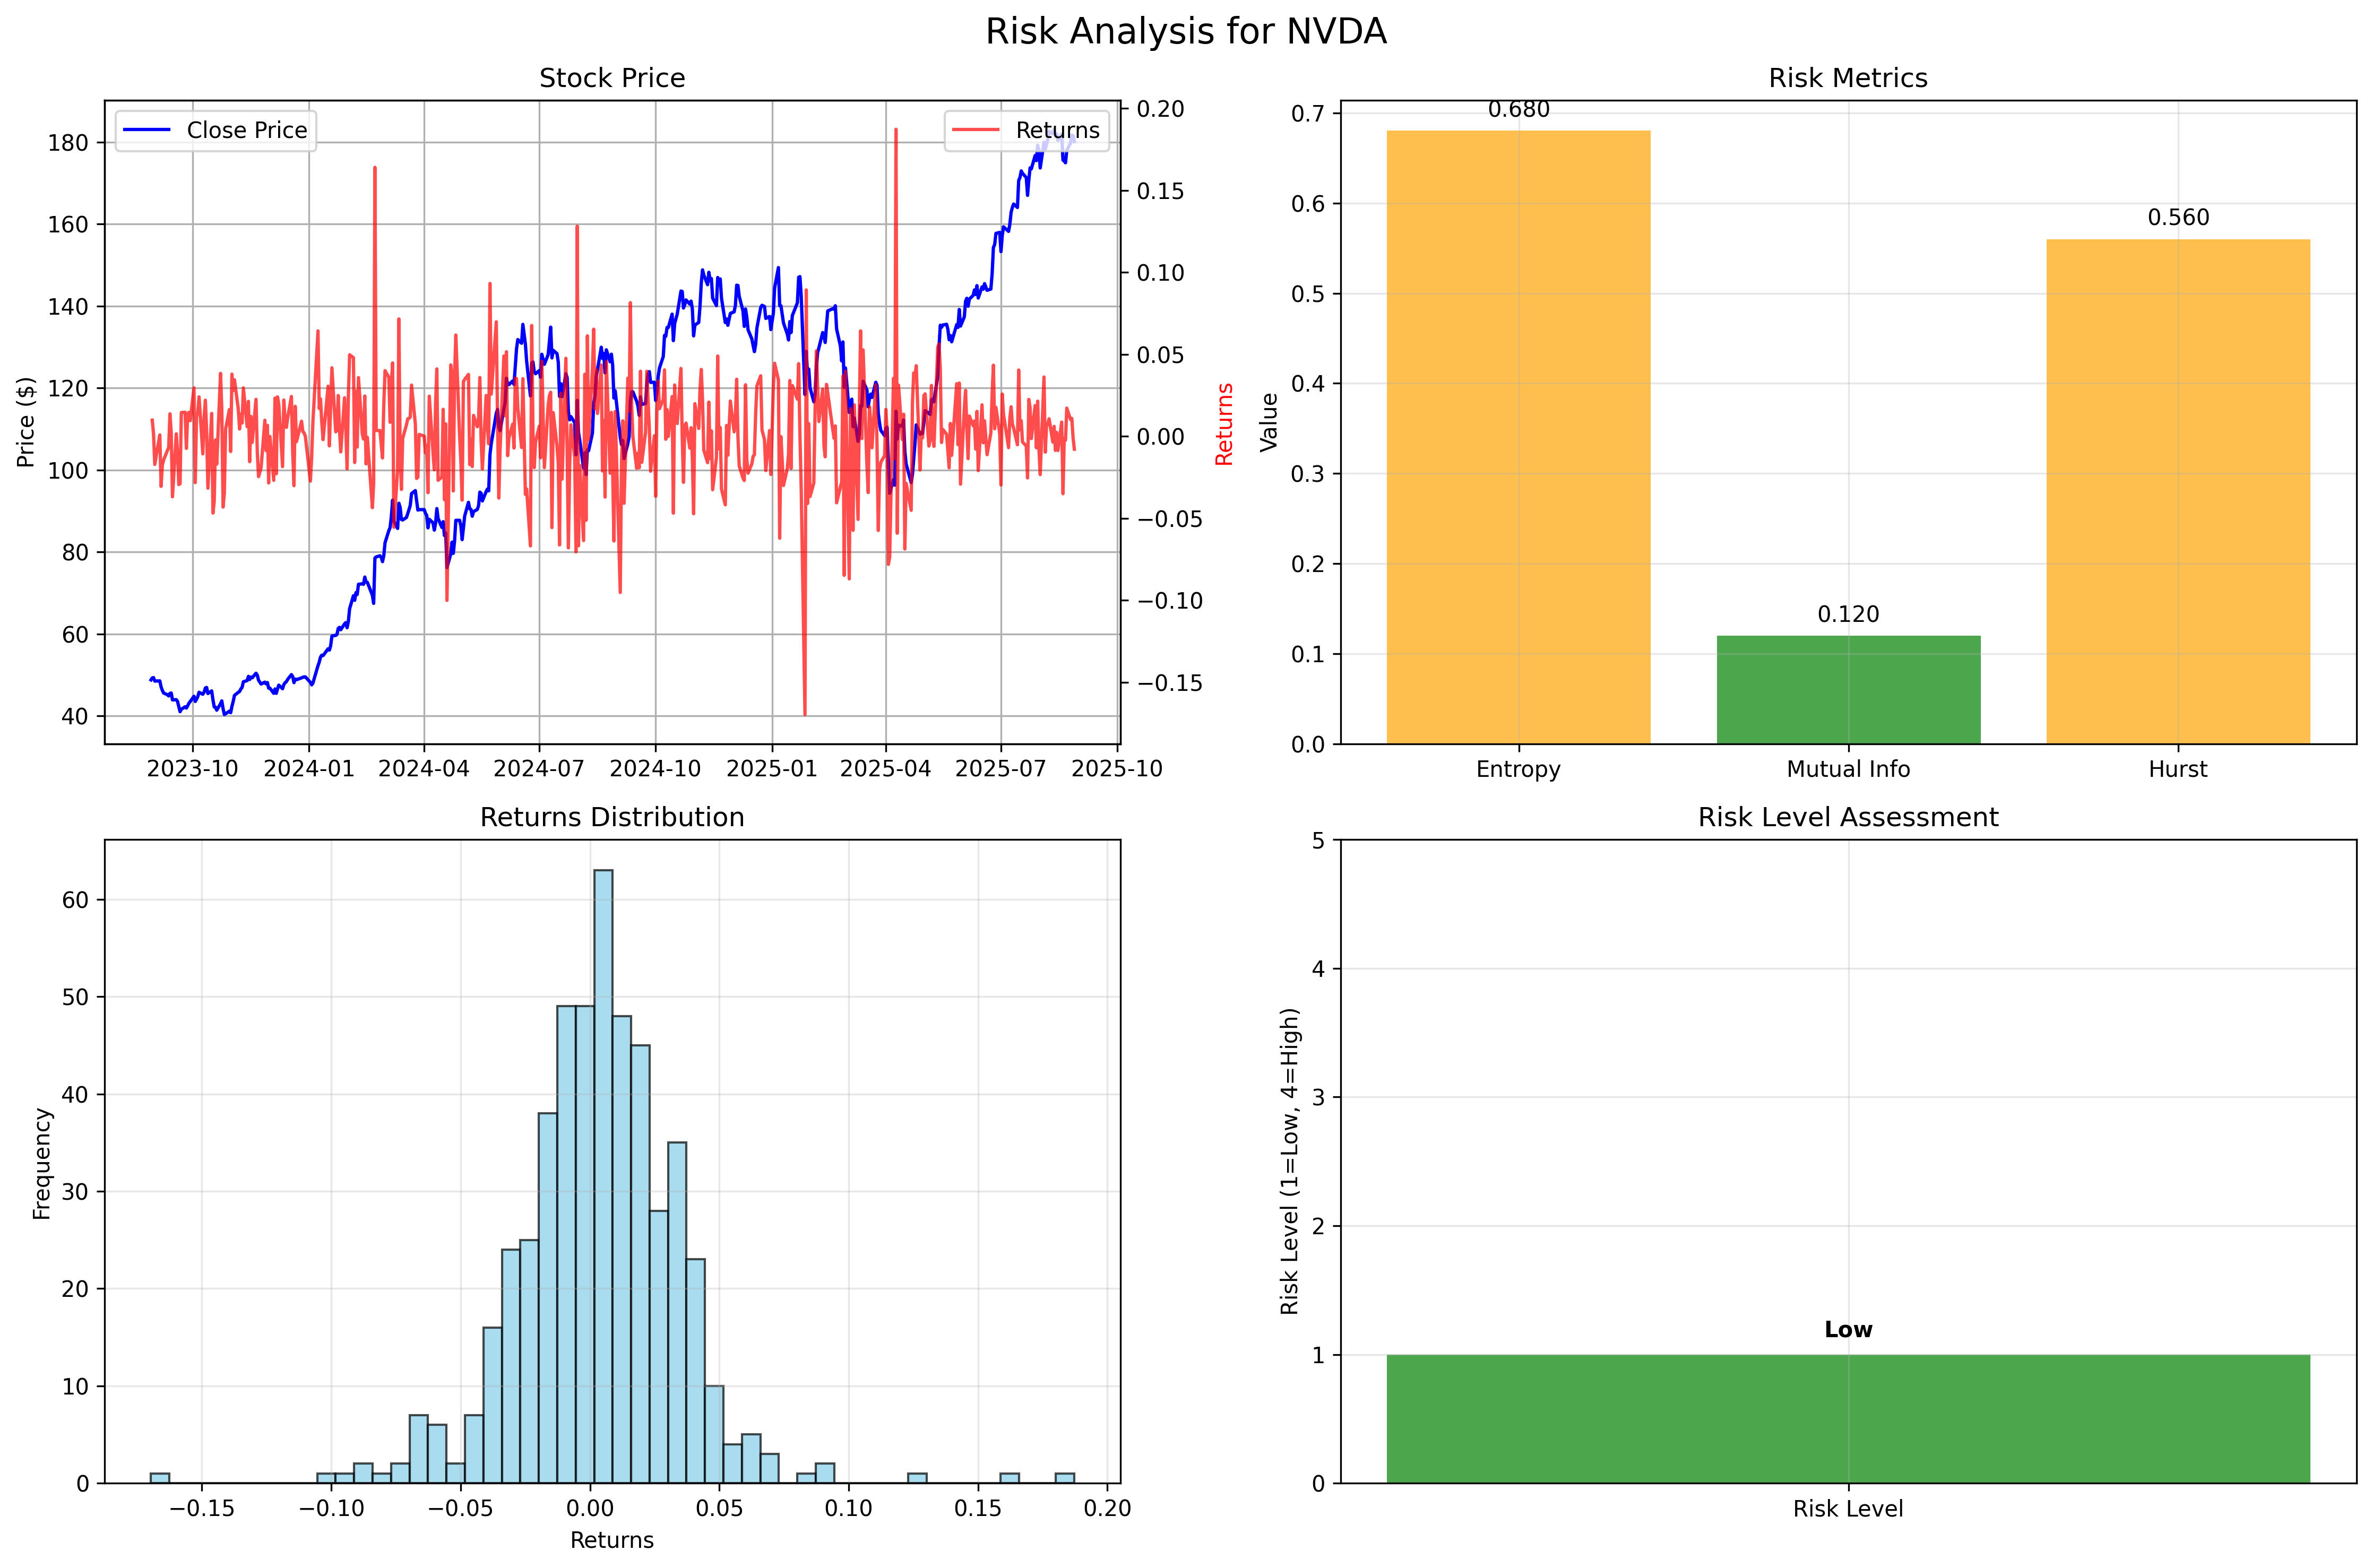 Risk Analysis for NVDA
Stock Price
Close Price
Returns
Price ($)
180
160
140
120
100
80
60
40
0.20
0.15
0.10
0.05
0.00
−0.05
−0.10
−0.15
Returns
2023-10 2024-01 2024-04 2024-07 2024-10 2025-01 2025-04 2025-07 2025-10
Risk Metrics
Value
0.7
0.6
0.5
0.4
0.3
0.2
0.1
0.0
0.680
0.120
0.560
Entropy Mutual Info Hurst
Returns Distribution
Frequency
60
50
40
30
20
10
0
−0.15 −0.10 −0.05 0.00 0.05 0.10 0.15 0.20
Returns
Risk Level Assessment
Risk Level (1=Low, 4=High)
5
4
3
2
1
0
Low
Risk Level